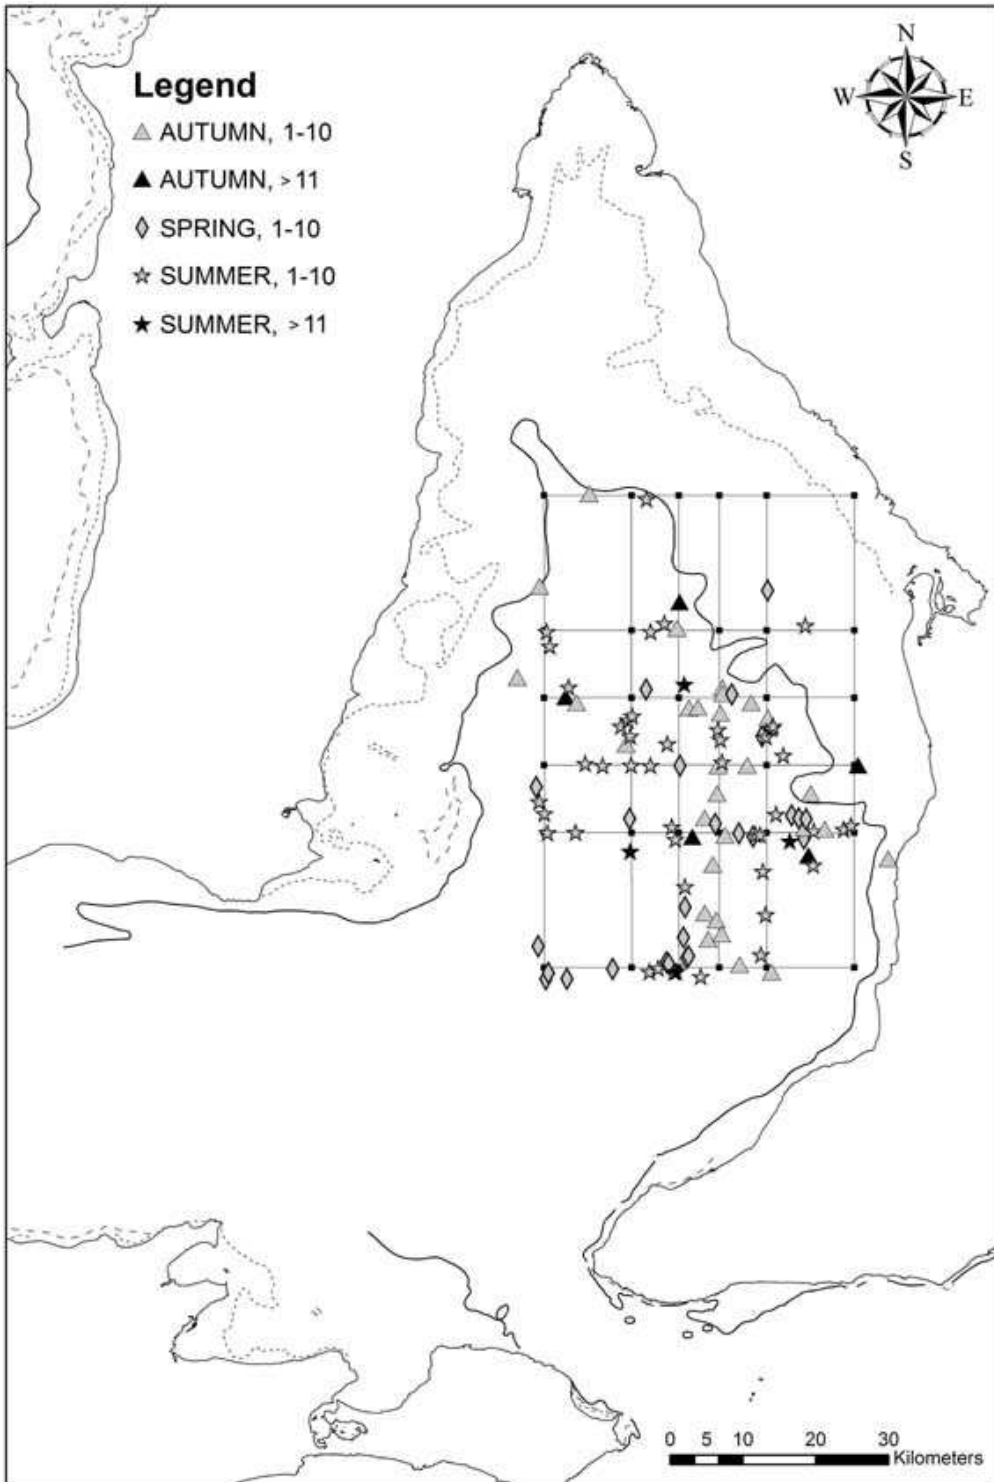 N
W E
S
Legend
AUTUMN, 1-10
AUTUMN, >11
SPRING, 1-10
SUMMER, 1-10
SUMMER, >11
0 5 10 20 30
Kilometers